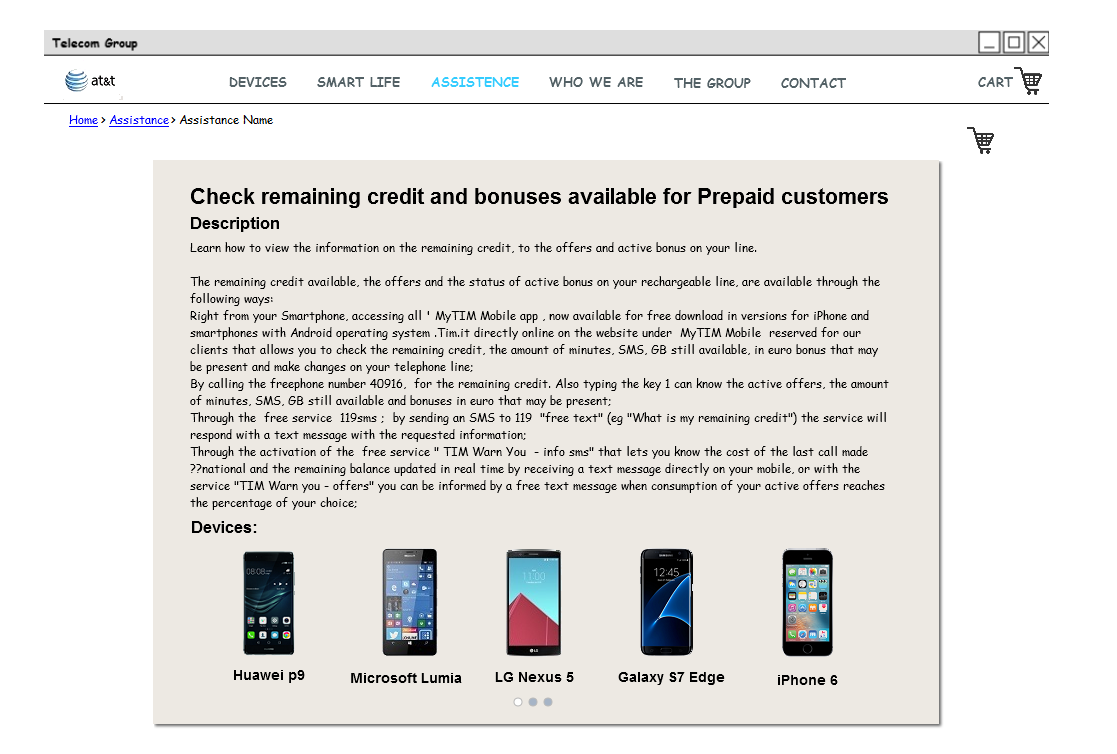 Telecom Group
at&t
DEVICES SMART LIFE ASSISTENCE WHO WE ARE THE GROUP CONTACT CART
Home > Assistance > Assistance Name
Check remaining credit and bonuses available for Prepaid customers
Description
Learn how to view the information on the remaining credit, to the offers and active bonus on your line.
The remaining credit available, the offers and the status of active bonus on your rechargeable line, are available through the
following ways:
Right from your Smartphone, accessing all ' MyTIM Mobile app , now available for free download in versions for iPhone and
smartphones with Android operating system .Tim.it directly online on the website under MyTIM Mobile reserved for our
clients that allows you to check the remaining credit, the amount of minutes, SMS, GB still available, in euro bonus that may
be present and make changes on your telephone line;
By calling the freephone number 40916, for the remaining credit. Also typing the key 1 can know the active offers, the amount
of minutes, SMS, GB still available and bonuses in euro that may be present;
Through the free service 119sms ; by sending an SMS to 119 "free text" (eg "What is my remaining credit") the service will
respond with a text message with the requested information;
Through the activation of the free service " TIM Warn You - info sms" that lets you know the cost of the last call made
??national and the remaining balance updated in real time by receiving a text message directly on your mobile, or with the
service "TIM Warn you - offers" you can be informed by a free text message when consumption of your active offers reaches
the percentage of your choice;
Devices:
08:08
11:00
12:45
LG
Huawei p9
Microsoft Lumia
LG Nexus 5
Galaxy S7 Edge
iPhone 6